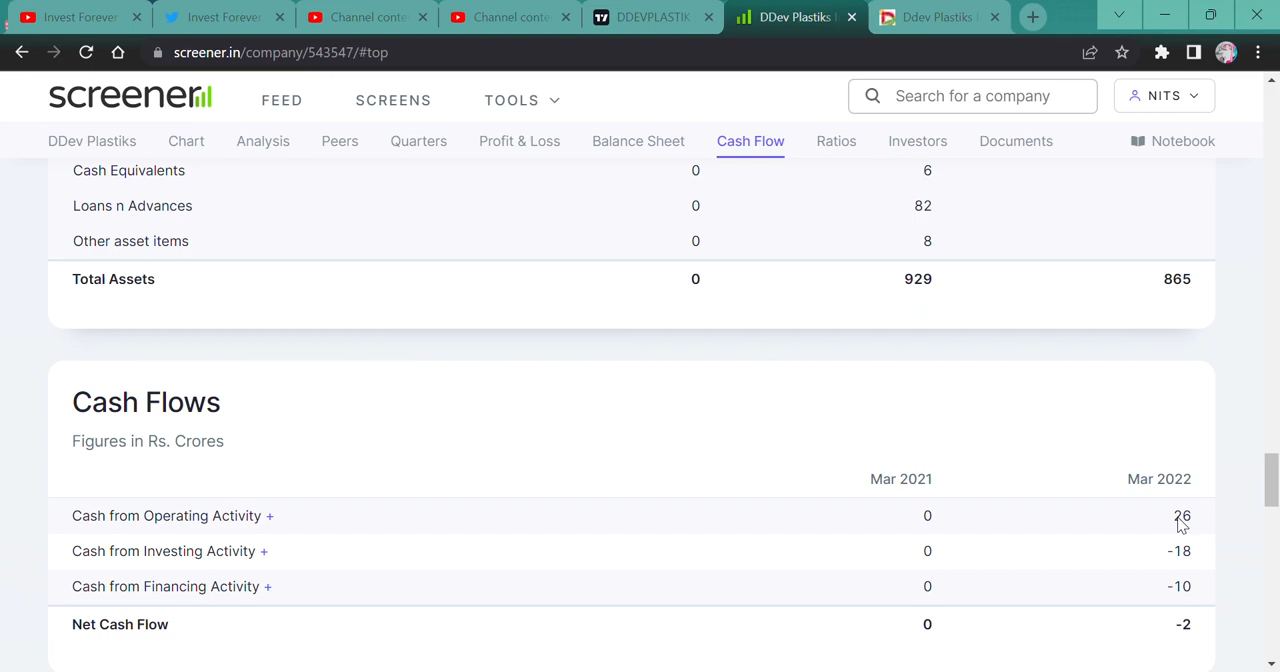 Invest Forever
Invest Forever
Channel conte
Channel conte
DDEVPLASTIK
DDev Plastiks
Ddev Plastiks
screener.in/company/543547/#top
screener
FEED
SCREENS
TOOLS
Search for a company
NITS
DDev Plastiks
Chart
Analysis
Peers
Quarters
Profit & Loss
Balance Sheet
Cash Flow
Ratios
Investors
Documents
Notebook
Cash Equivalents 0 6
Loans n Advances 0 82
Other asset items 0 8
Total Assets 0 929 865
Cash Flows
Figures in Rs. Crores
Mar 2021 Mar 2022
Cash from Operating Activity + 0 26
Cash from Investing Activity + 0 -18
Cash from Financing Activity + 0 -10
Net Cash Flow 0 -2